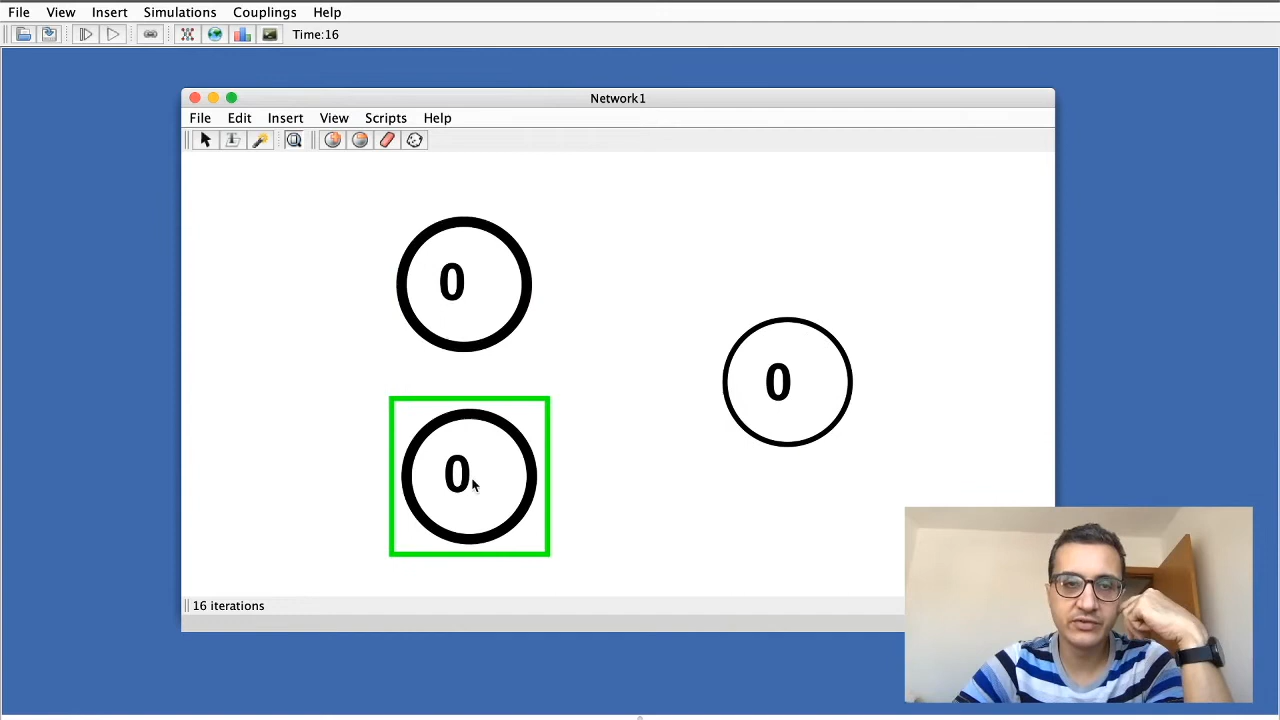 File View Insert Simulations Couplings Help
Time:16
Network1
File Edit Insert View Scripts Help
0
0
0
16 iterations